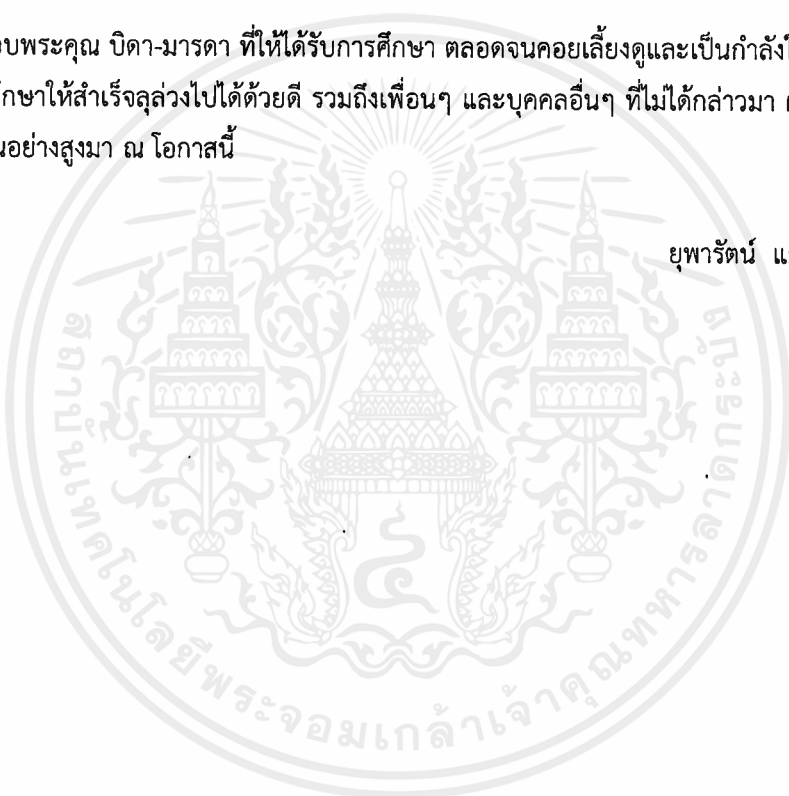 บพระคุณ บิดา-มารดา ที่ให้ได้รับการศึกษา ตลอดจนคอยเลี้ยงดูและเป็นกำลังใ
ักษาให้สำเร็จลุล่วงไปได้ด้วยดี รวมถึงเพื่อนๆ และบุคคลอื่นๆ ที่ไม่ได้กล่าวมา
นอย่างสูงมา ณ โอกาสนี้
ยุพารัตน์ แ
สถาบันเทคโนโลยีพระจอมเกล้าเจ้าคุณทหารลาดกระบัง